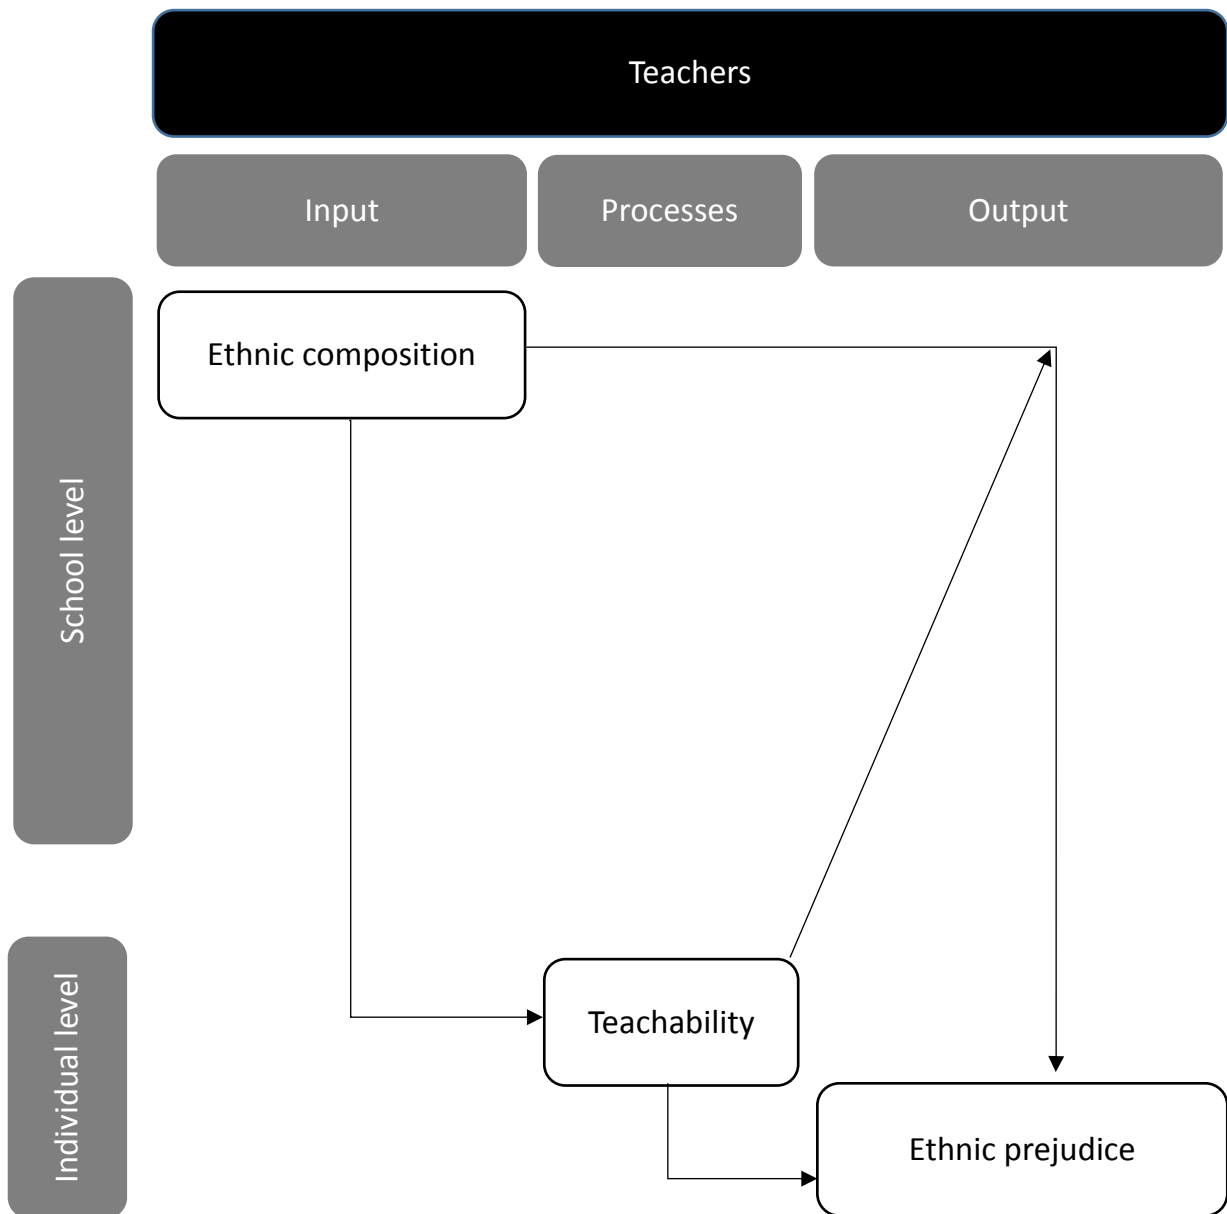 Teachers
Input
Processes
Output
Ethnic composition
School level
Teachability
Individual level
Ethnic prejudice